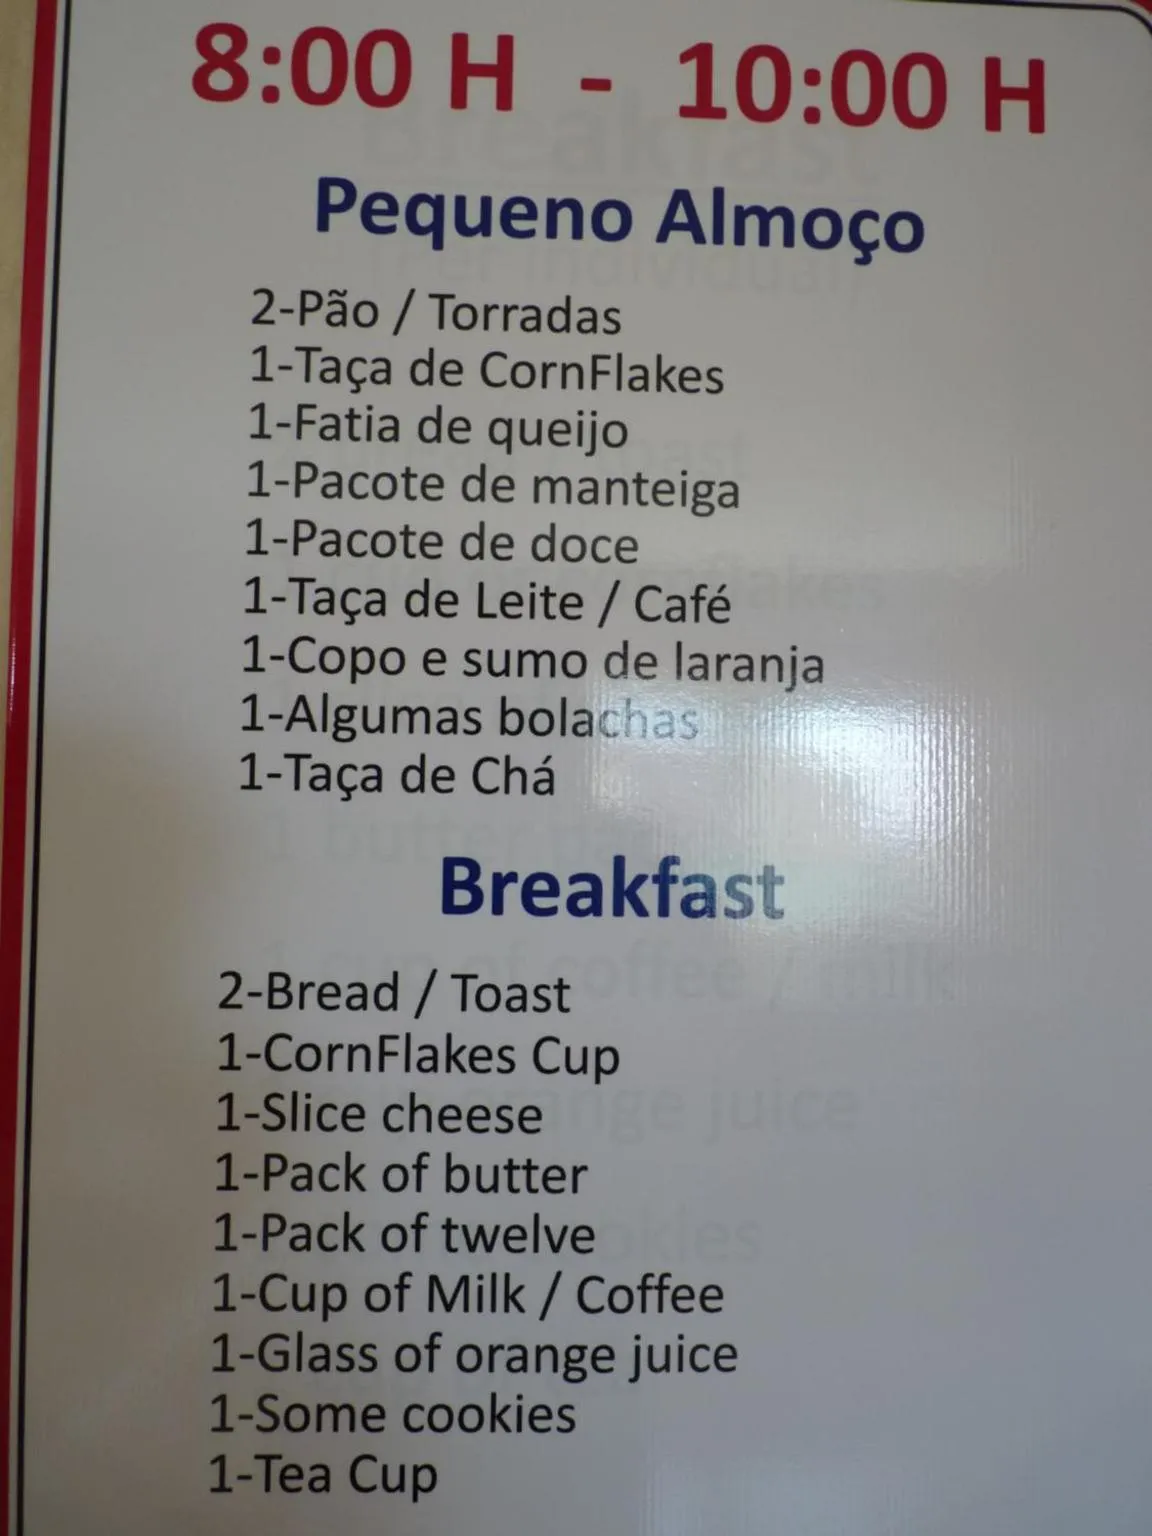 8:00 H - 10:00 H
Pequeno Almoço
2-Pão / Torradas
1-Taça de CornFlakes
1-Fatia de queijo
1-Pacote de manteiga
1-Pacote de doce
1-Taça de Leite / Café
1-Copo e sumo de laranja
1-Algumas bolachas
1-Taça de Chá
Breakfast
2-Bread / Toast
1-CornFlakes Cup
1-Slice cheese
1-Pack of butter
1-Pack of twelve
1-Cup of Milk / Coffee
1-Glass of orange juice
1-Some cookies
1-Tea Cup